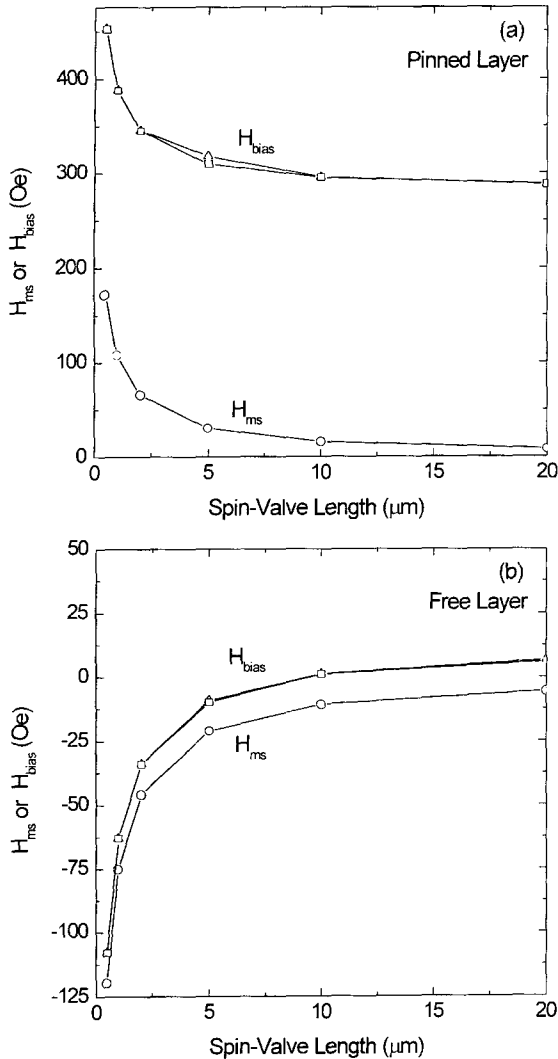 (a)
Pinned Layer
400
300
200
100
0
H_ms or H_bias (Oe)
H_bias
H_ms
0 5 10 15 20
Spin-Valve Length (μm)
(b)
Free Layer
50
25
0
-25
-50
-75
-100
-125
H_ms or H_bias (Oe)
H_bias
H_ms
0 5 10 15 20
Spin-Valve Length (μm)